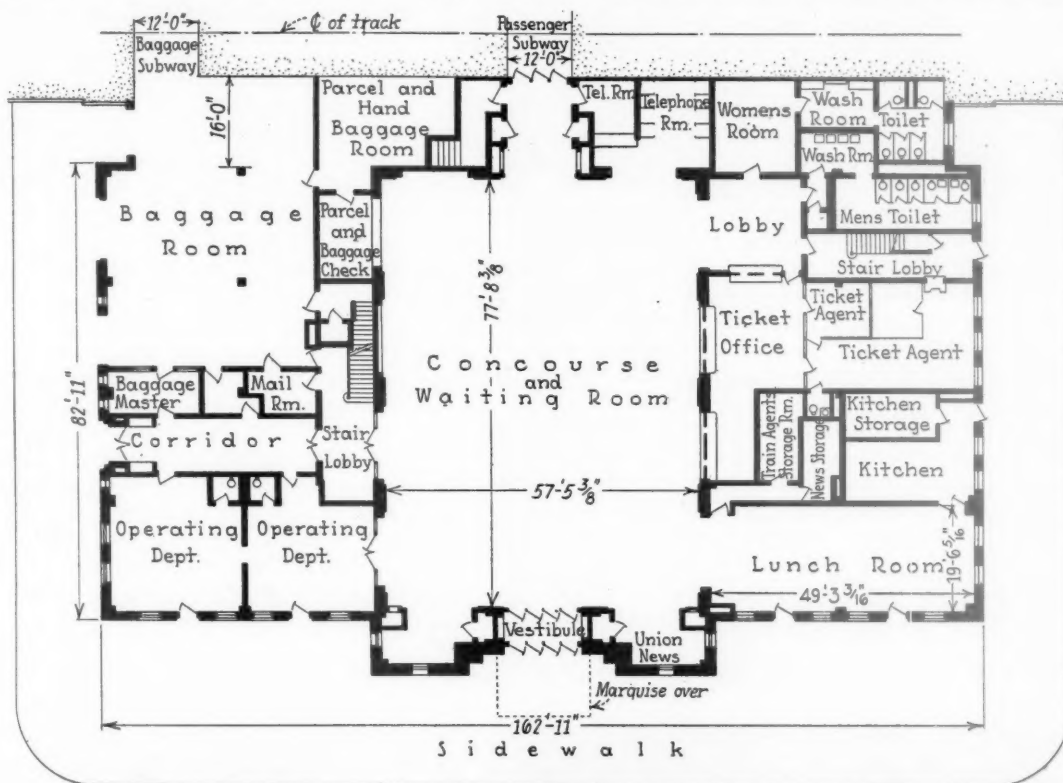 12'-0"
℄ of track
Passenger
Subway
12'-0"
Baggage
Subway
16'-0"
Parcel and
Hand
Baggage
Room
Tel. Rm.
Telephone
Rm.
Womens
Room
Wash
Room
Toilet
Wash Rm.
Mens Toilet
Baggage
Room
Parcel
and
Baggage
Check
Lobby
Stair Lobby
77'-8 3/8"
82'-11"
Ticket
Office
Ticket
Agent
Ticket Agent
Concourse
and
Waiting Room
Baggage
Master
Mail
Rm.
Corridor
Stair
Lobby
Train Agents
Storage Rm.
News Storage
Kitchen
Storage
Kitchen
57'-5 3/8"
Operating
Dept.
Operating
Dept.
Lunch Room
19'-6 5/16"
49'-3 3/16"
Vestibule
Union
News
Marquise over
162'-11"
Sidewalk